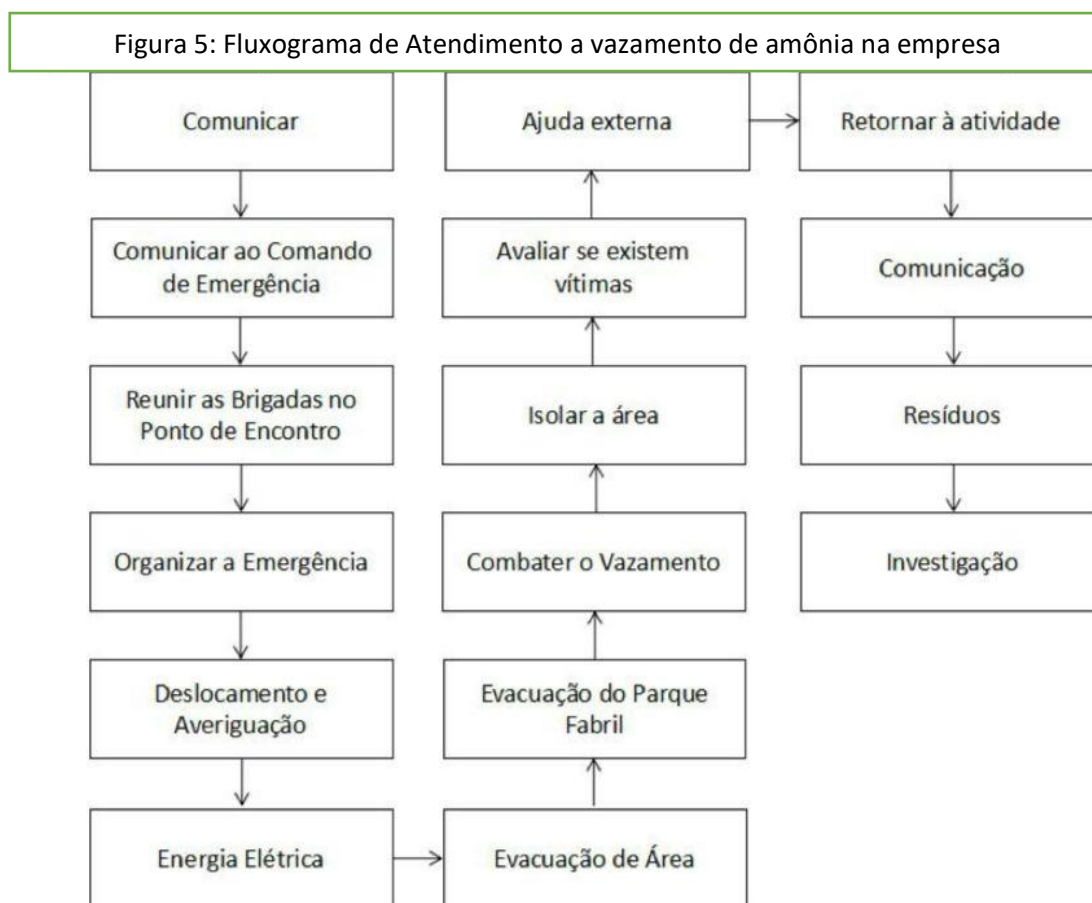 Figura 5: Fluxograma de Atendimento a vazamento de amônia na empresa
Comunicar
Comunicar ao Comando
de Emergência
Reunir as Brigadas no
Ponto de Encontro
Organizar a Emergência
Deslocamento e
Averiguação
Energia Elétrica
Evacuação de Área
Evacuação do Parque
Fabril
Combater o Vazamento
Isolar a área
Avaliar se existem
vítimas
Ajuda externa
Retornar à atividade
Comunicação
Resíduos
Investigação